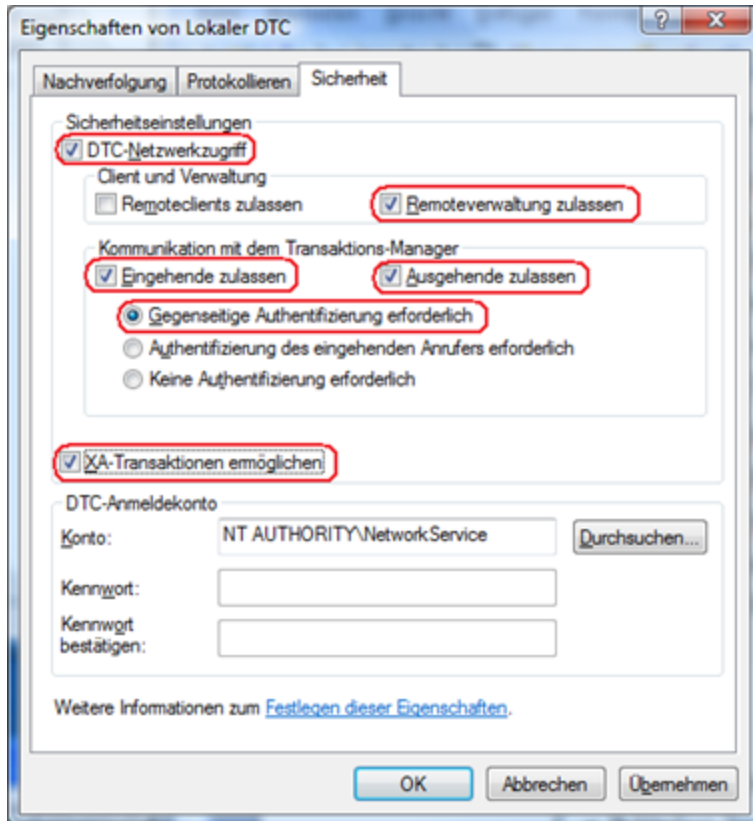 Eigenschaften von Lokaler DTC
Nachverfolgung Protokollieren Sicherheit
Sicherheitseinstellungen
DTC-Netzwerkzugriff
Client und Verwaltung
Remoteclients zulassen Remoteverwaltung zulassen
Kommunikation mit dem Transaktions-Manager
Eingehende zulassen Ausgehende zulassen
Gegenseitige Authentifizierung erforderlich
Authentifizierung des eingehenden Anrufers erforderlich
Keine Authentifizierung erforderlich
XA-Transaktionen ermöglichen
DTC-Anmeldekonto
Konto: NT AUTHORITY\NetworkService Durchsuchen...
Kennwort:
Kennwort
bestätigen:
Weitere Informationen zum Festlegen dieser Eigenschaften.
OK Abbrechen Übernehmen